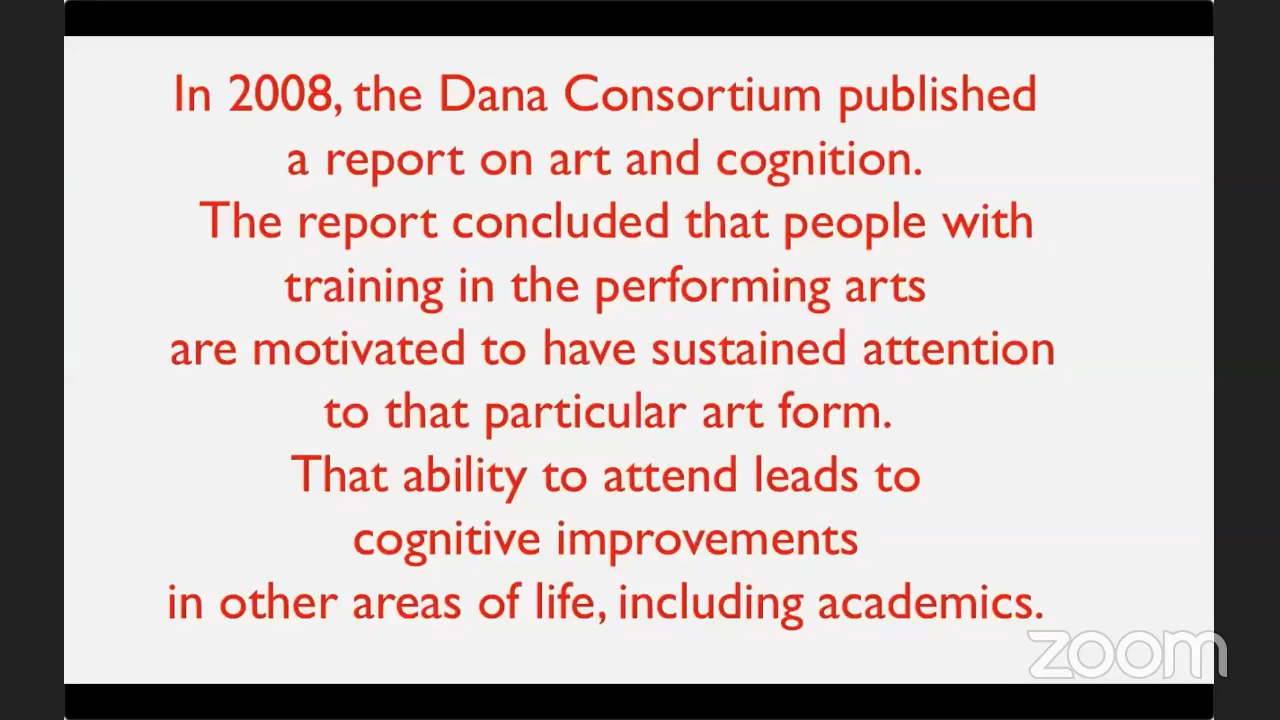 In 2008, the Dana Consortium published
a report on art and cognition.
The report concluded that people with
training in the performing arts
are motivated to have sustained attention
to that particular art form.
That ability to attend leads to
cognitive improvements
in other areas of life, including academics.
zoom